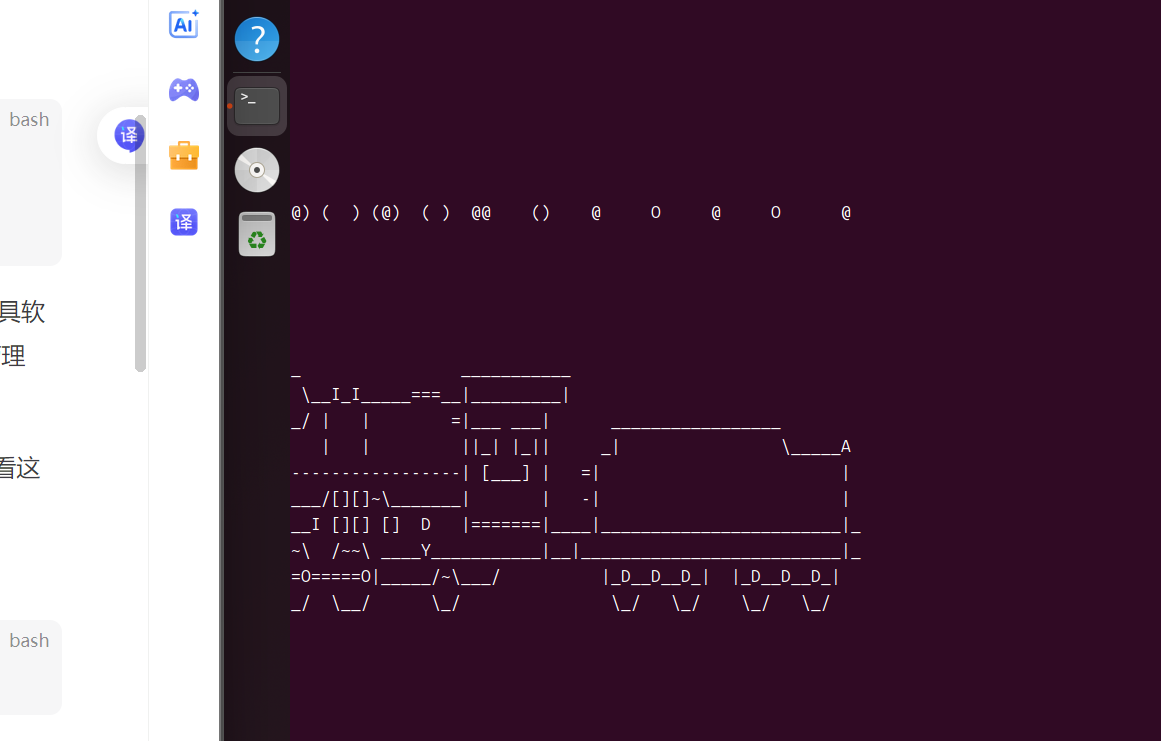 Ai
bash
译
译
具软
理
看这
bash
?
>_
@) (  ) (@)  ( )  @@    ()    @     O     @     O      @
_                ___________
 \__I_I_____===__|_________|
_/ |   |        =|___ ___|      _________________
   |   |         ||_| |_||     _|                \_____A
-----------------| [___] |   =|                        |
___/[][]~\_______|       |   -|                        |
__I [][] []  D   |=======|____|________________________|_
~\  /~~\ ____Y___________|__|__________________________|_
=O=====O|_____/~\___/          |_D__D__D_|  |_D__D__D_|
_/  \__/      \_/               \_/   \_/    \_/   \_/